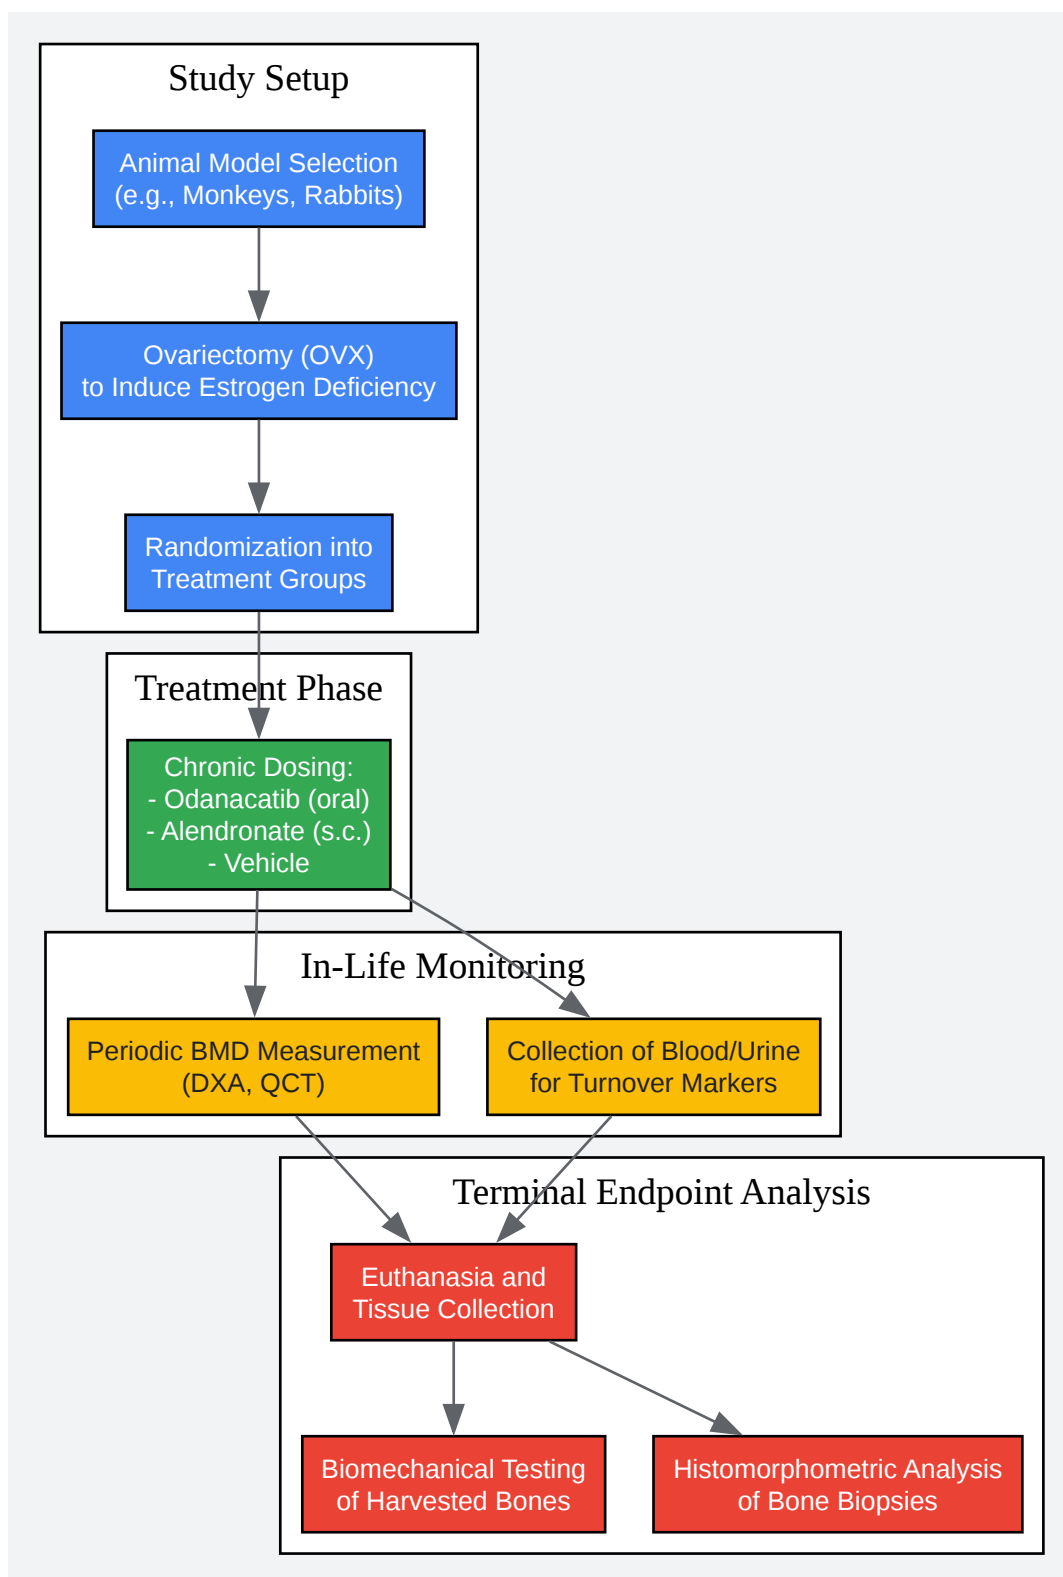 Study Setup
Animal Model Selection
(e.g., Monkeys, Rabbits)
Ovariectomy (OVX)
to Induce Estrogen Deficiency
Randomization into
Treatment Groups
Treatment Phase
Chronic Dosing:
- Odanacatib (oral)
- Alendronate (s.c.)
- Vehicle
In-Life Monitoring
Periodic BMD Measurement
(DXA, QCT)
Collection of Blood/Urine
for Turnover Markers
Terminal Endpoint Analysis
Euthanasia and
Tissue Collection
Biomechanical Testing
of Harvested Bones
Histomorphometric Analysis
of Bone Biopsies